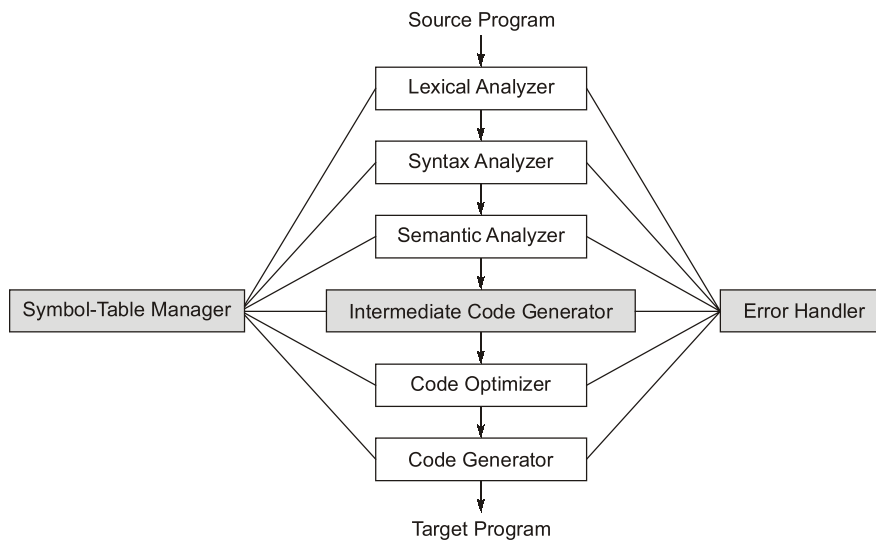 Source Program
Lexical Analyzer
Syntax Analyzer
Semantic Analyzer
Symbol-Table Manager
Intermediate Code Generator
Error Handler
Code Optimizer
Code Generator
Target Program